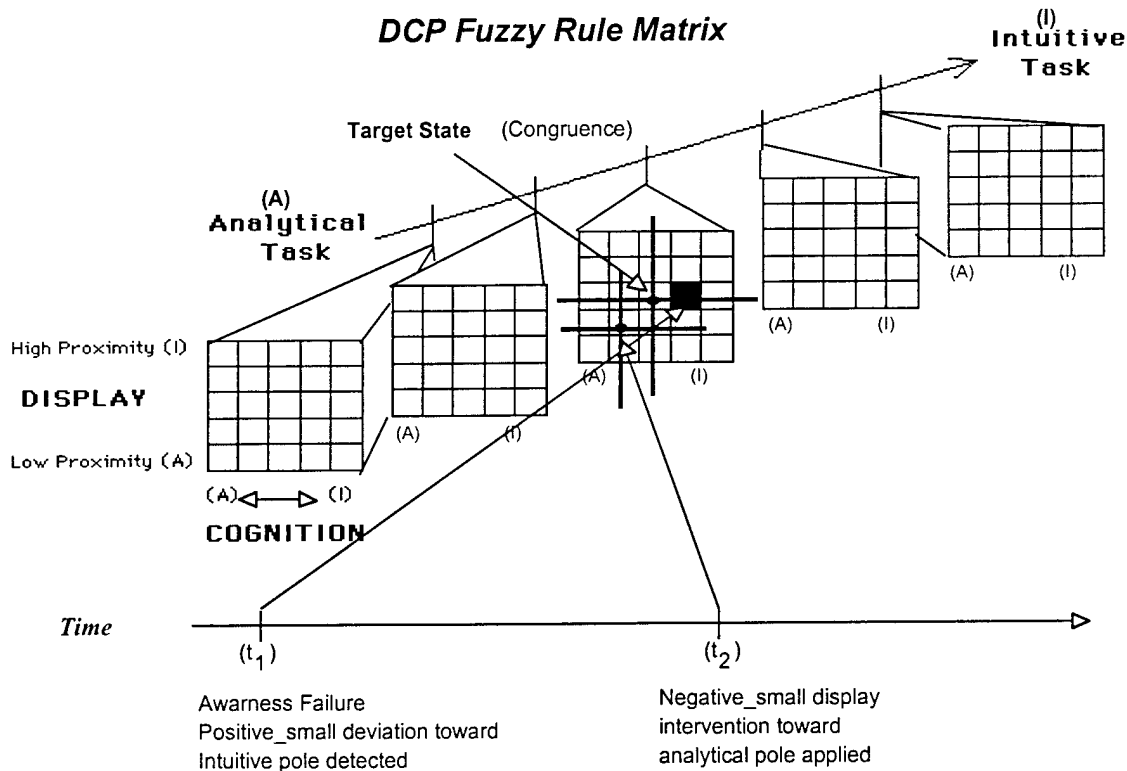 DCP Fuzzy Rule Matrix
(I)
Intuitive
Task
Target State (Congruence)
(A)
Analytical
Task
(A) (I)
(A) (I)
(A) (I)
(A) (I)
High Proximity (I)
DISPLAY
Low Proximity (A)
(A) (I)
COGNITION
Time
(t1)
(t2)
Awarness Failure
Positive_small deviation toward
Intuitive pole detected
Negative_small display
intervention toward
analytical pole applied